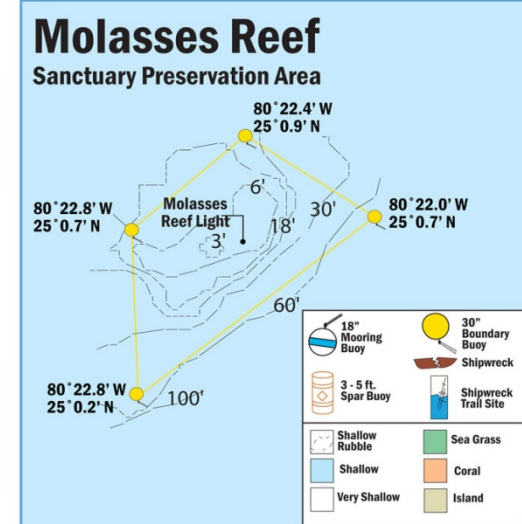 Molasses Reef
Sanctuary Preservation Area
80°22.4' W
25°0.9' N
6'
80°22.8' W
25°0.7' N
Molasses
Reef Light
3'
18'
30'
80°22.0' W
25°0.7' N
60'
80°22.8' W
25°0.2' N
100'
18"
Mooring
Buoy
30"
Boundary
Buoy
Shipwreck
3 - 5 ft.
Spar Buoy
Shipwreck
Trail Site
Shallow
Rubble
Sea Grass
Shallow
Coral
Very Shallow
Island